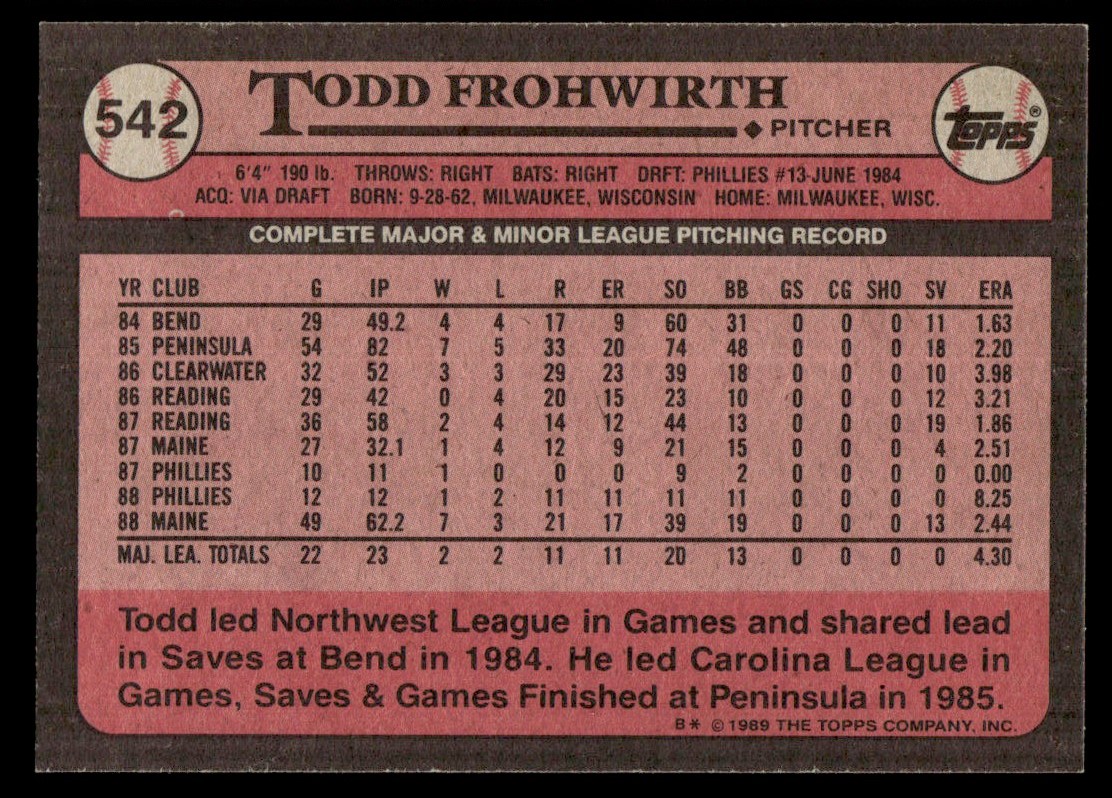 542
TODD FROHWIRTH
◆ PITCHER
TOPPS®
6'4" 190 lb. THROWS: RIGHT BATS: RIGHT DRFT: PHILLIES #13-JUNE 1984
ACQ: VIA DRAFT BORN: 9-28-62, MILWAUKEE, WISCONSIN HOME: MILWAUKEE, WISC.
COMPLETE MAJOR & MINOR LEAGUE PITCHING RECORD
YR CLUB G IP W L R ER SO BB GS CG SHO SV ERA
84 BEND 29 49.2 4 4 17 9 60 31 0 0 0 11 1.63
85 PENINSULA 54 82 7 5 33 20 74 48 0 0 0 18 2.20
86 CLEARWATER 32 52 3 3 29 23 39 18 0 0 0 10 3.98
86 READING 29 42 0 4 20 15 23 10 0 0 0 12 3.21
87 READING 36 58 2 4 14 12 44 13 0 0 0 19 1.86
87 MAINE 27 32.1 1 4 12 9 21 15 0 0 0 4 2.51
87 PHILLIES 10 11 1 0 0 0 9 2 0 0 0 0 0.00
88 PHILLIES 12 12 1 2 11 11 11 11 0 0 0 0 8.25
88 MAINE 49 62.2 7 3 21 17 39 19 0 0 0 13 2.44
MAJ. LEA. TOTALS 22 23 2 2 11 11 20 13 0 0 0 0 4.30
Todd led Northwest League in Games and shared lead
in Saves at Bend in 1984. He led Carolina League in
Games, Saves & Games Finished at Peninsula in 1985.
B* © 1989 THE TOPPS COMPANY, INC.